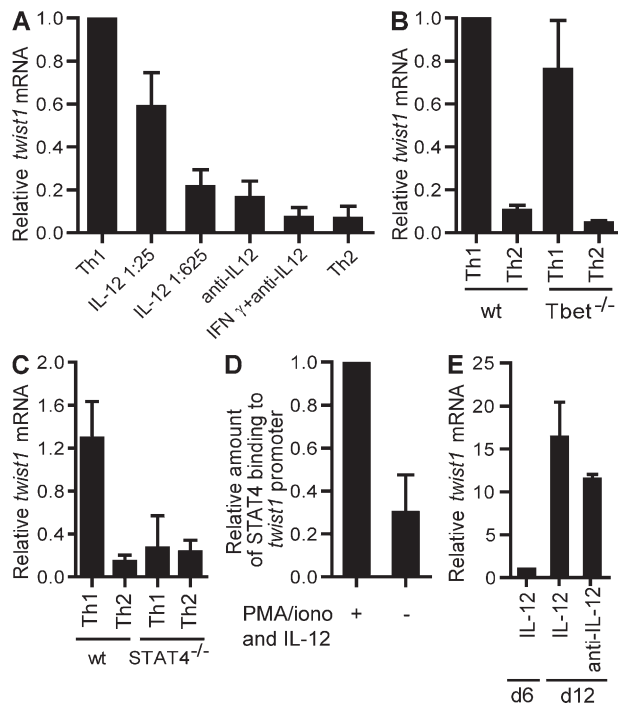 A
Relative twist1 mRNA
1.0
0.8
0.6
0.4
0.2
0.0
Th1
IL-12 1:25
IL-12 1:625
anti-IL12
IFN γ+anti-IL12
Th2
B
Relative twist1 mRNA
1.0
0.8
0.6
0.4
0.2
0.0
Th1 Th2 Th1 Th2
wt Tbet-/-
C
Relative twist1 mRNA
2.0
1.6
1.2
0.8
0.4
0.0
Th1 Th2 Th1 Th2
wt STAT4-/-
D
Relative amount
of STAT4 binding to
twist1 promoter
1.0
0.8
0.6
0.4
0.2
0.0
PMA/iono + -
and IL-12
E
Relative twist1 mRNA
25
20
15
10
5
0
IL-12
IL-12
anti-IL-12
d6 d12